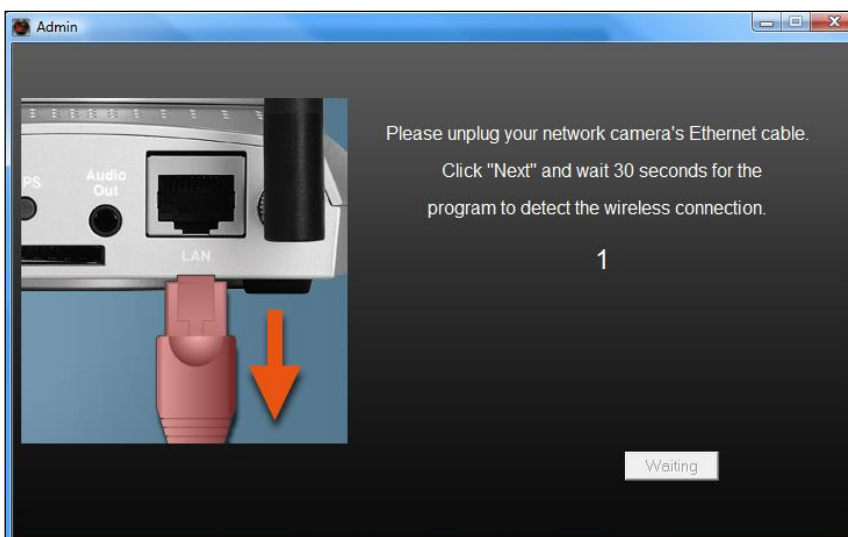 Admin
Please unplug your network camera's Ethernet cable.
Click "Next" and wait 30 seconds for the
program to detect the wireless connection.
1
PS
Audio
Out
LAN
Waiting